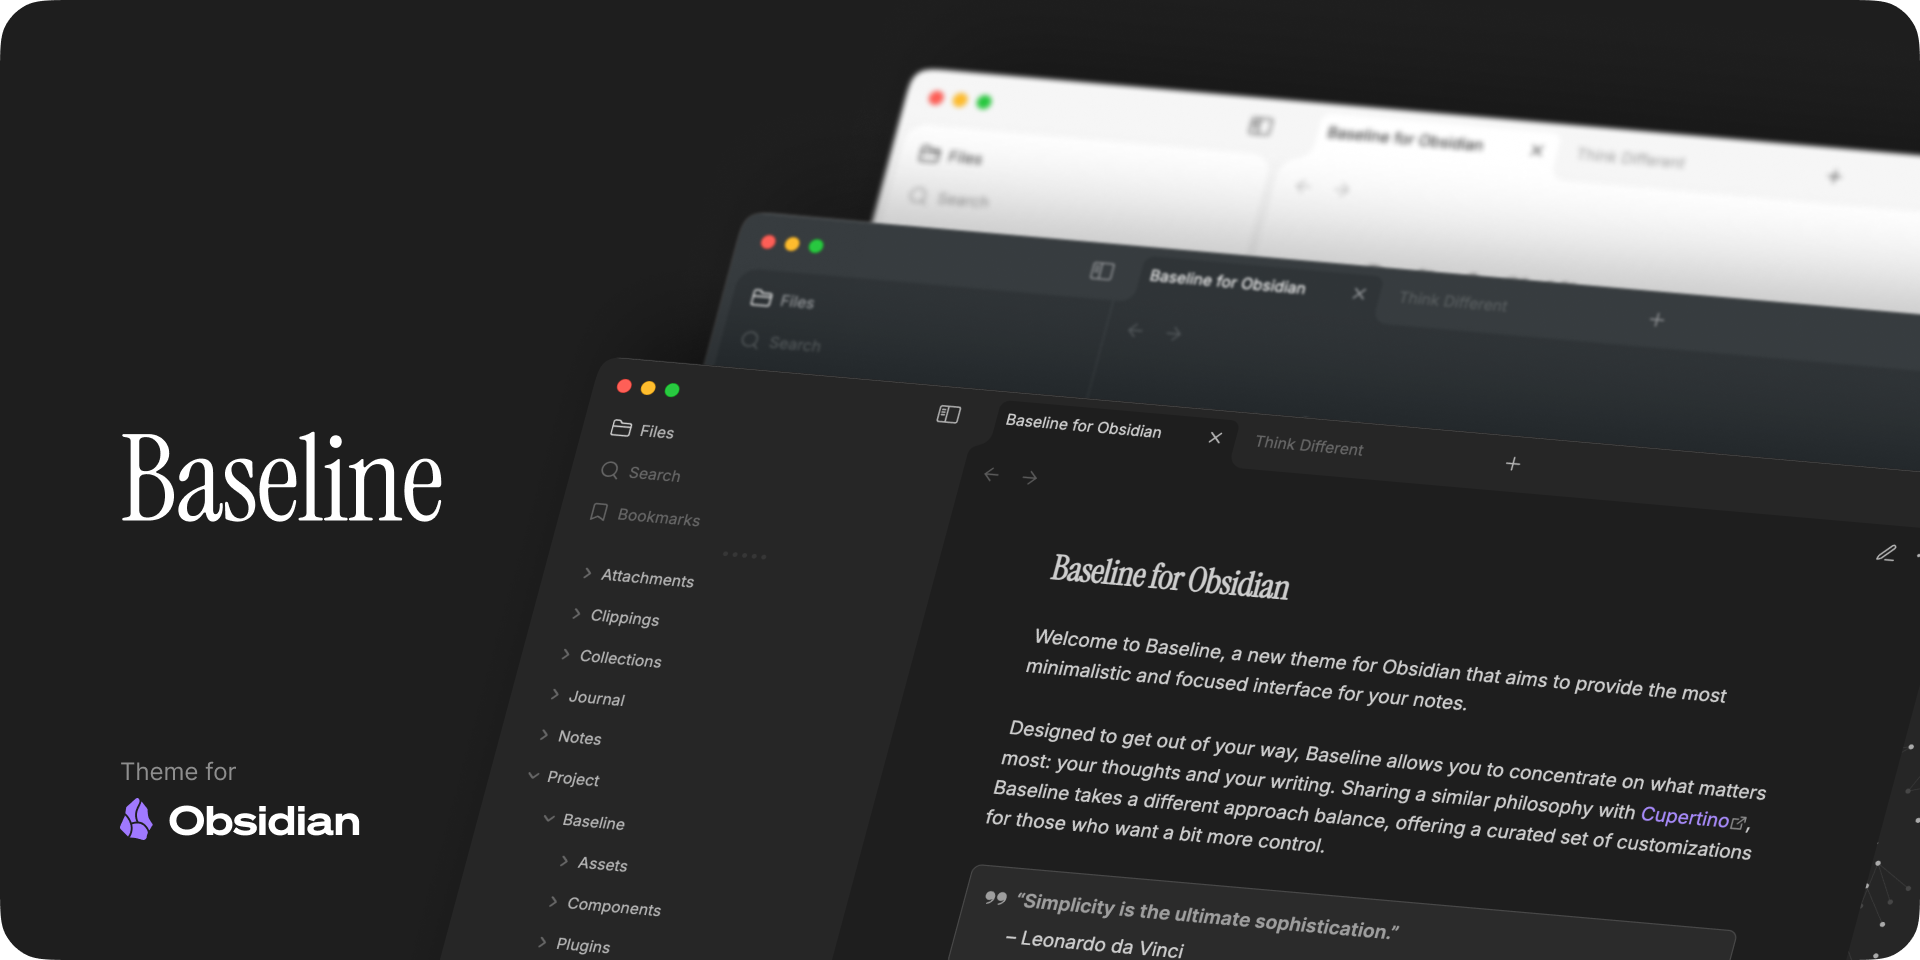 Baseline
Theme for
Obsidian
Files
Search
Baseline for Obsidian
Think Different
Files
Search
Baseline for Obsidian
Think Different
Files
Search
Bookmarks
Attachments
Clippings
Collections
Journal
Notes
Project
Baseline
Assets
Components
Plugins
Baseline for Obsidian
Think Different
Baseline for Obsidian
Welcome to Baseline, a new theme for Obsidian that aims to provide the most
minimalistic and focused interface for your notes.
Designed to get out of your way, Baseline allows you to concentrate on what matters
most: your thoughts and your writing. Sharing a similar philosophy with Cupertino,
Baseline takes a different approach balance, offering a curated set of customizations
for those who want a bit more control.
“Simplicity is the ultimate sophistication.”
– Leonardo da Vinci